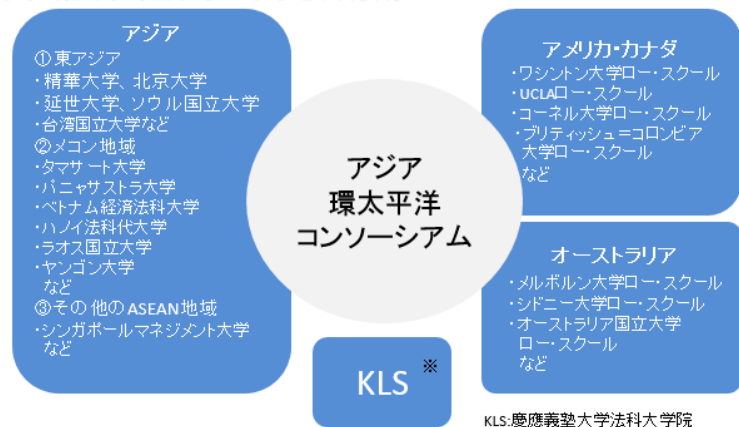 アジア
①東アジア
・精華大学、北京大学
・延世大学、ソウル国立大学
・台湾国立大学など
②メコン地域
・タマサート大学
・パニャサストラ大学
・ベトナム経済法科大学
・ハノイ法科代大学
・ラオス国立大学
・ヤンゴン大学
など
③その他のASEAN地域
・シンガポールマネジメント大学
など
アジア
環太平洋
コンソーシアム
KLS ※
アメリカ・カナダ
・ワシントン大学ロー・スクール
・UCLAロー・スクール
・コーネル大学ロー・スクール
・ブリティッシュ=コロンビア
大学ロー・スクール
など
オーストラリア
・メルボルン大学ロー・スクール
・シドニー大学ロー・スクール
・オーストラリア国立大学
ロー・スクール
など
KLS:慶應義塾大学法科大学院